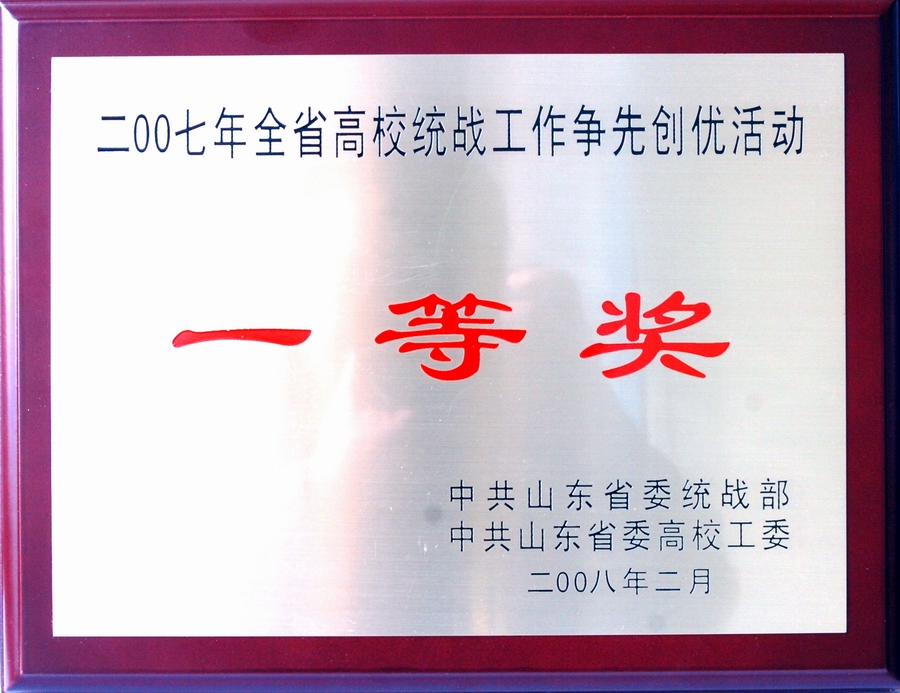 二00七年全省高校统战工作争先创优活动
一等奖
中共山东省委统战部
中共山东省委高校工委
二00八年二月